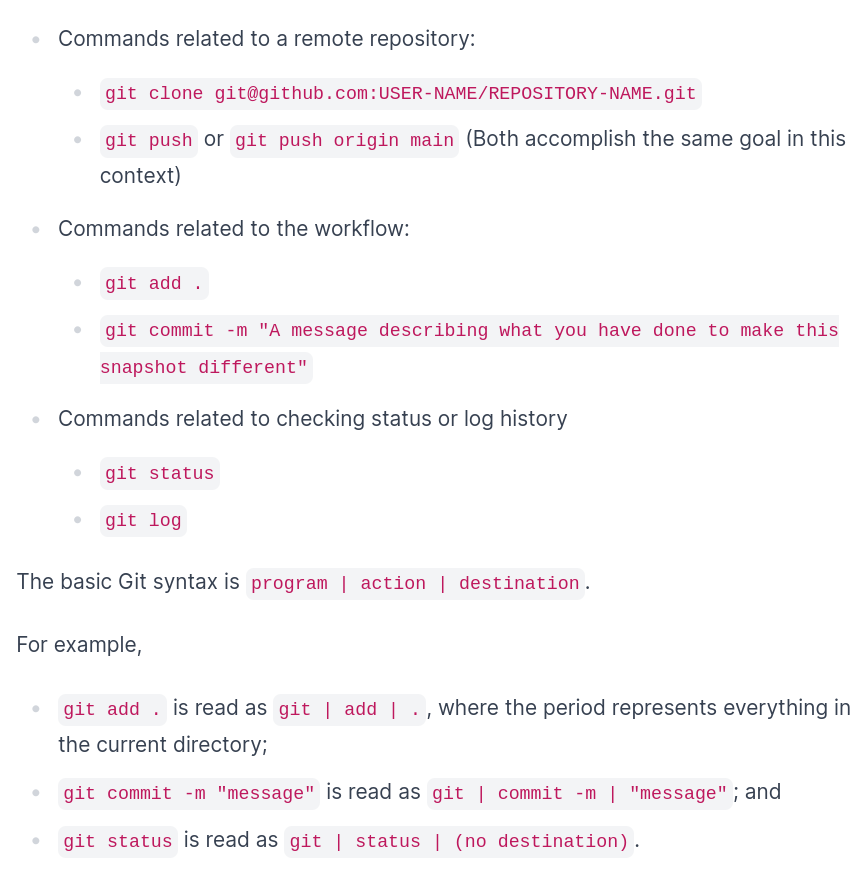 Commands related to a remote repository:
git clone git@github.com:USER-NAME/REPOSITORY-NAME.git
git push or git push origin main (Both accomplish the same goal in this
context)
Commands related to the workflow:
git add .
git commit -m "A message describing what you have done to make this
snapshot different"
Commands related to checking status or log history
git status
git log
The basic Git syntax is program | action | destination.
For example,
git add . is read as git | add | ., where the period represents everything in
the current directory;
git commit -m "message" is read as git | commit -m | "message"; and
git status is read as git | status | (no destination).